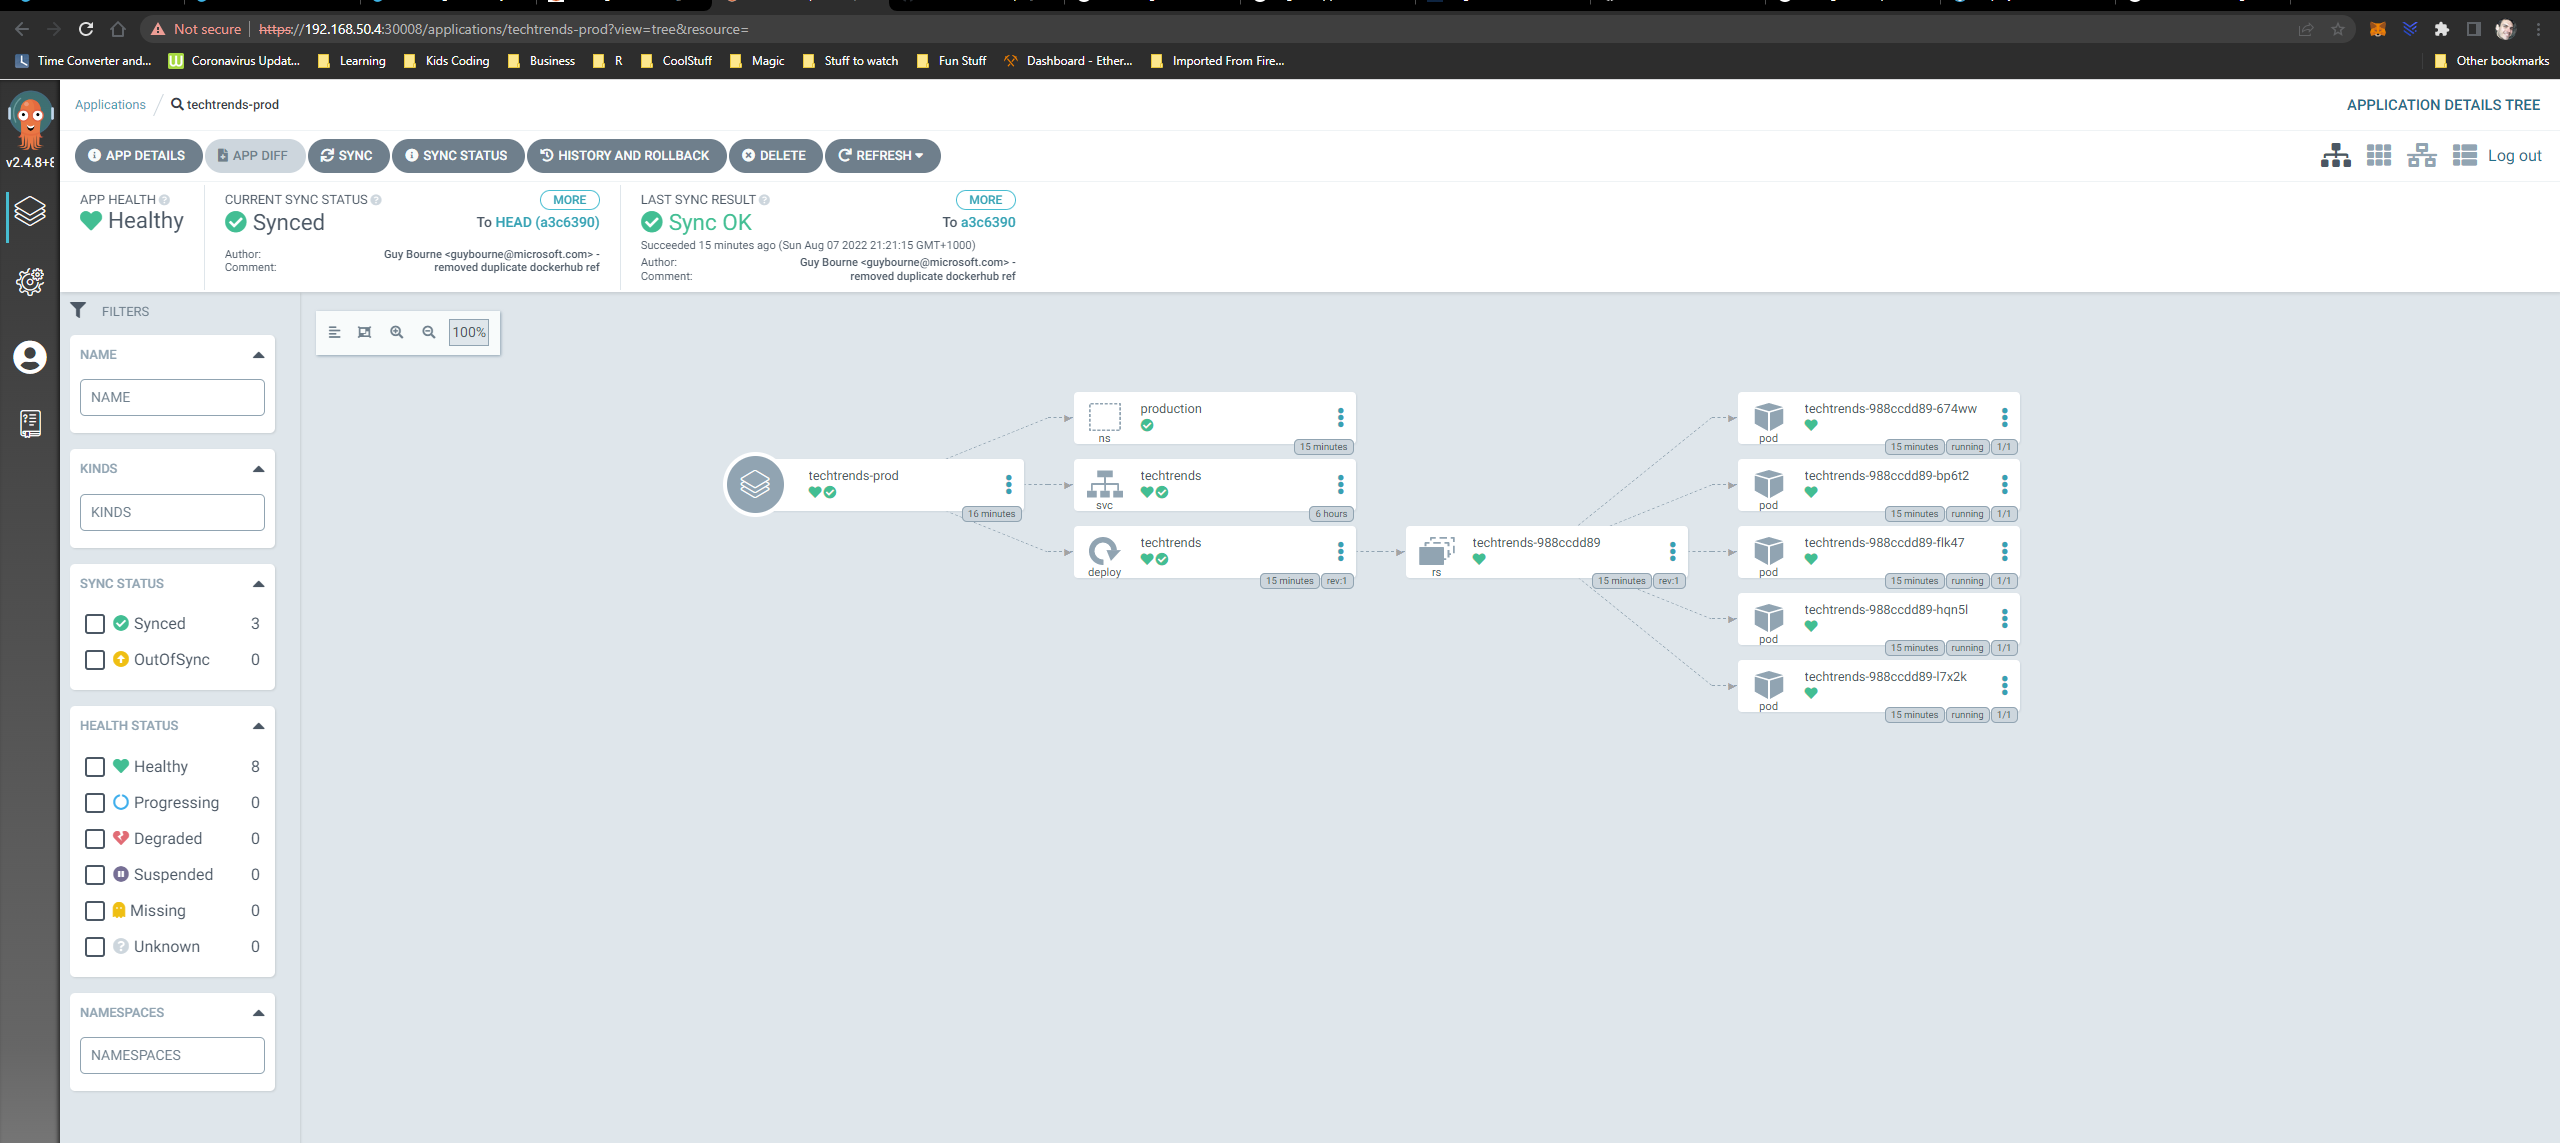 Not secure | https://192.168.50.4:30008/applications/techtrends-prod?view=tree&resource=
Time Converter and... Coronavirus Updat... Learning Kids Coding Business R CoolStuff Magic Stuff to watch Fun Stuff Dashboard - Ether... Imported From Fire... Other bookmarks
Applications / techtrends-prod APPLICATION DETAILS TREE
v2.4.8+8
APP DETAILS APP DIFF SYNC SYNC STATUS HISTORY AND ROLLBACK DELETE REFRESH Log out
APP HEALTH
Healthy
CURRENT SYNC STATUS MORE
Synced To HEAD (a3c6390)
Author: Guy Bourne <guybourne@microsoft.com> -
Comment: removed duplicate dockerhub ref
LAST SYNC RESULT MORE
Sync OK To a3c6390
Succeeded 15 minutes ago (Sun Aug 07 2022 21:21:15 GMT+1000)
Author: Guy Bourne <guybourne@microsoft.com> -
Comment: removed duplicate dockerhub ref
FILTERS
NAME
NAME
KINDS
KINDS
SYNC STATUS
Synced 3
OutOfSync 0
HEALTH STATUS
Healthy 8
Progressing 0
Degraded 0
Suspended 0
Missing 0
Unknown 0
NAMESPACES
NAMESPACES
100%
techtrends-prod
16 minutes
production
ns
15 minutes
techtrends
svc
6 hours
techtrends
deploy
15 minutes rev:1
techtrends-988ccdd89
rs
15 minutes rev:1
techtrends-988ccdd89-674ww
pod
15 minutes running 1/1
techtrends-988ccdd89-bp6t2
pod
15 minutes running 1/1
techtrends-988ccdd89-flk47
pod
15 minutes running 1/1
techtrends-988ccdd89-hqn5l
pod
15 minutes running 1/1
techtrends-988ccdd89-l7x2k
pod
15 minutes running 1/1